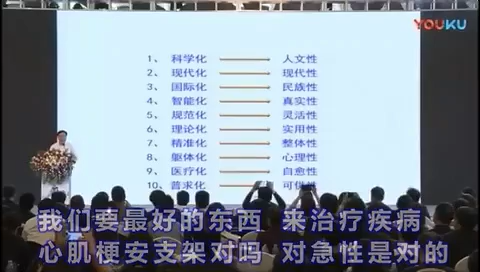 YOUKU
1、科学化 人文性
2、现代化 现代性
3、国际化 民族性
4、智能化 真实性
5、规范化 灵活性
6、理论化 实用性
7、精准化 整体性
8、躯体化 心理性
9、医疗化 自愈性
10、普求化
我们要最好的东西 来治疗疾病
心肌梗安支架对吗 对急性是对的